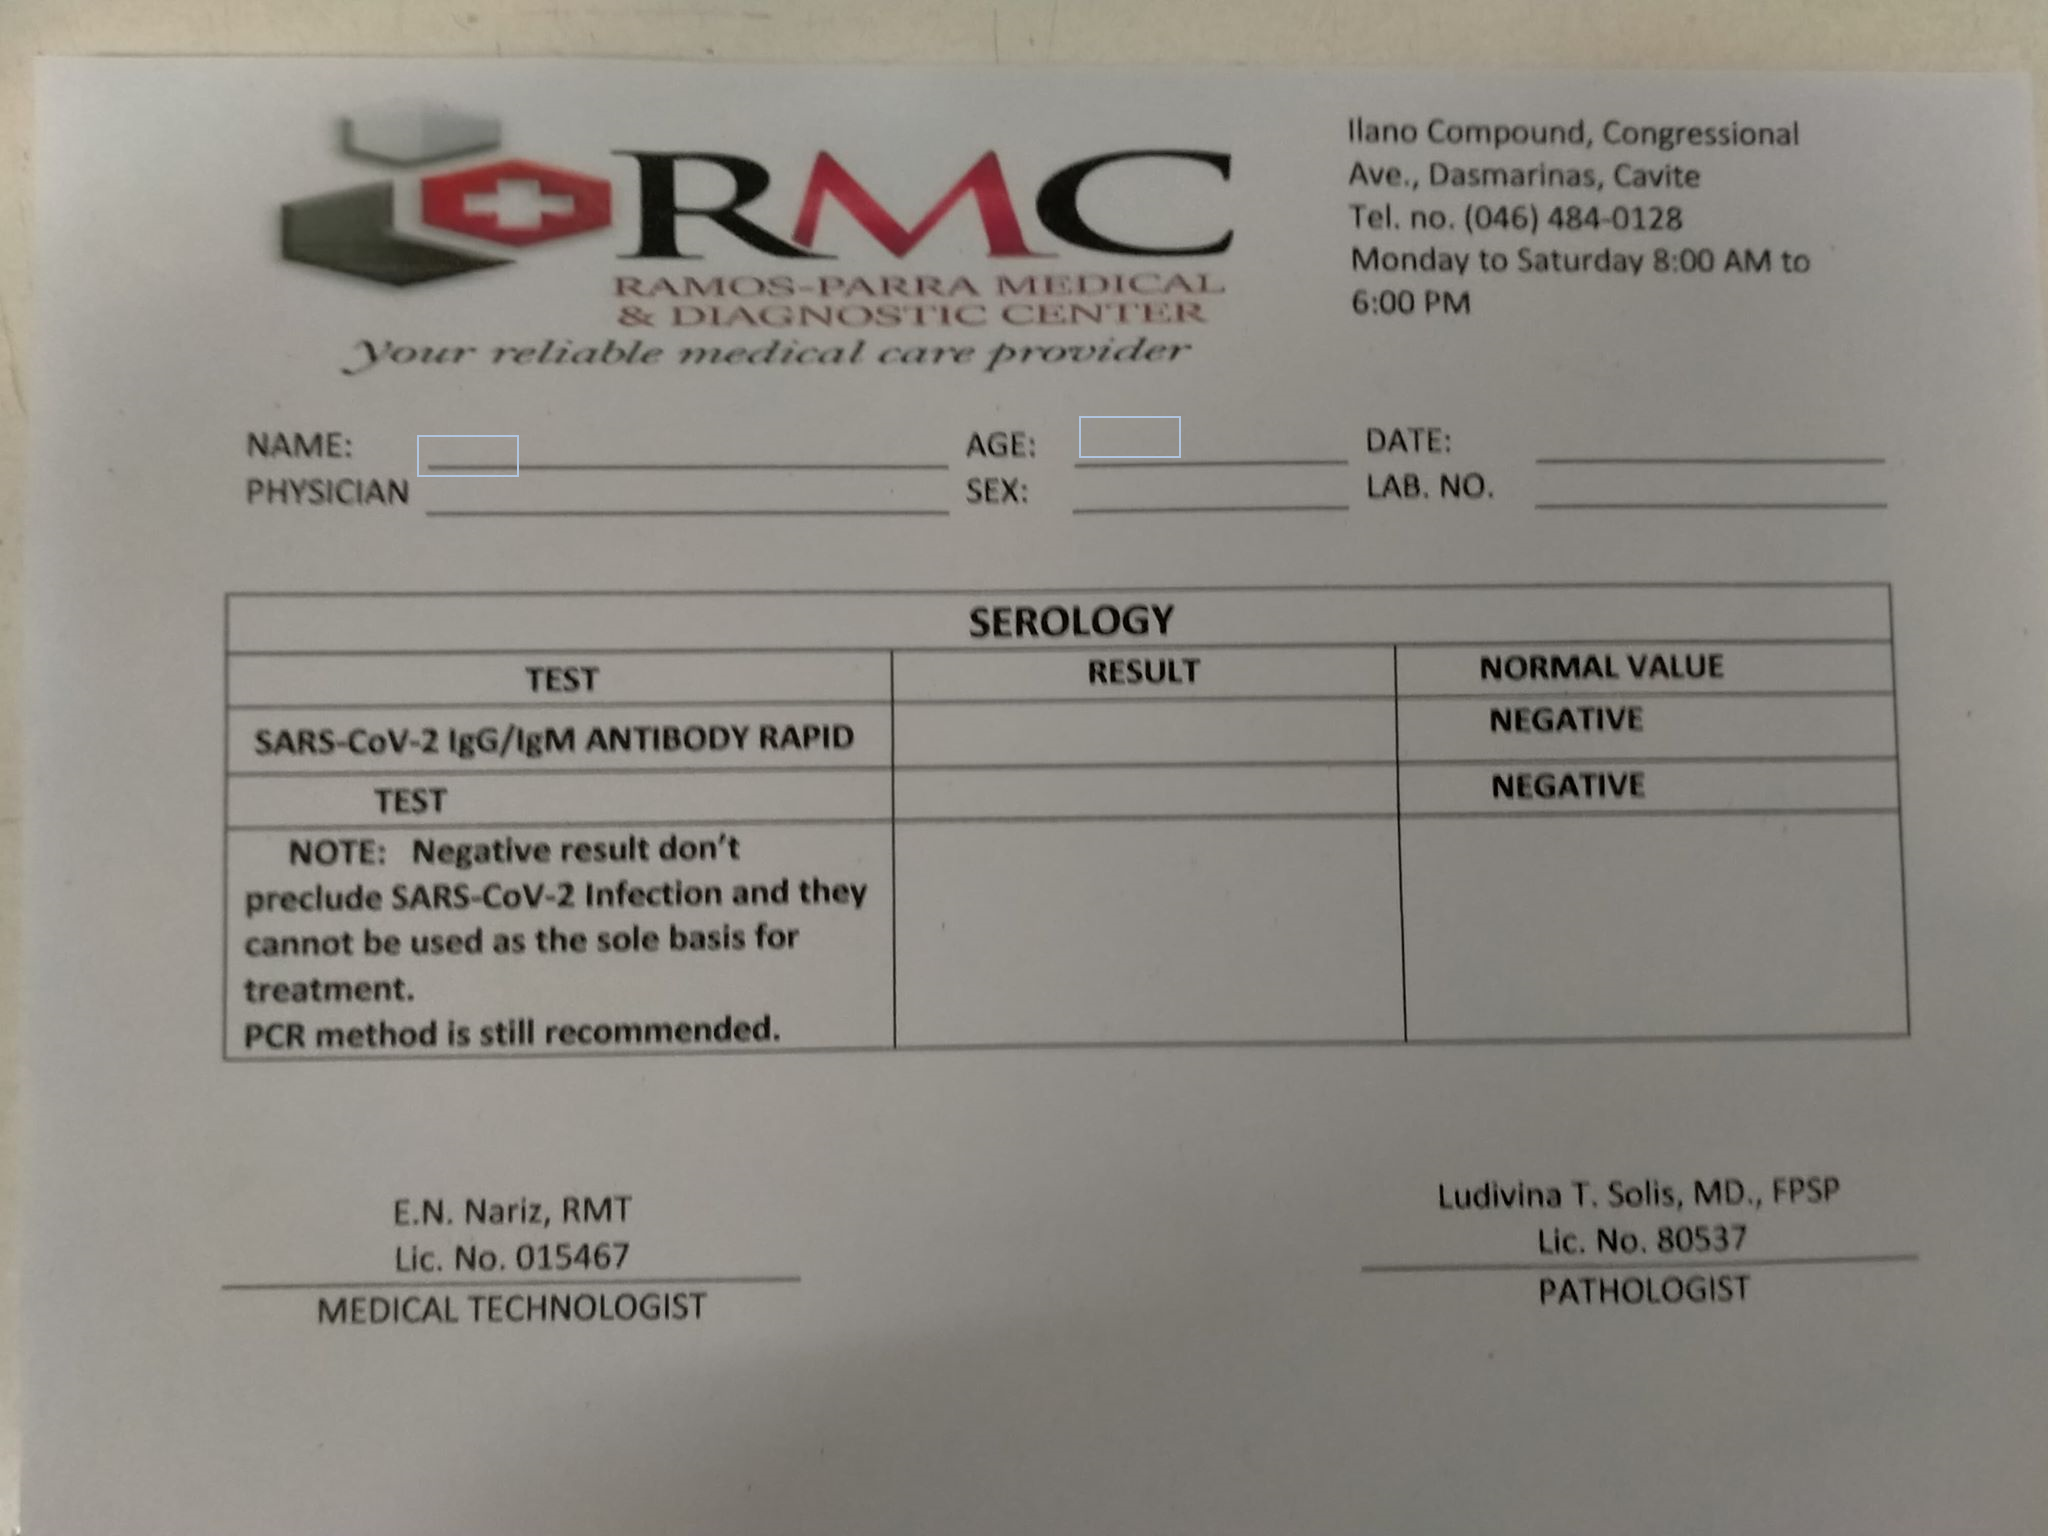 RMC
RAMOS-PARRA MEDICAL
& DIAGNOSTIC CENTER
Your reliable medical care provider
Ilano Compound, Congressional
Ave., Dasmarinas, Cavite
Tel. no. (046) 484-0128
Monday to Saturday 8:00 AM to
6:00 PM
NAME: AGE: DATE:
PHYSICIAN SEX: LAB. NO.
SEROLOGY
TEST RESULT NORMAL VALUE
SARS-CoV-2 IgG/IgM ANTIBODY RAPID NEGATIVE
TEST NEGATIVE
NOTE: Negative result don't
preclude SARS-CoV-2 Infection and they
cannot be used as the sole basis for
treatment.
PCR method is still recommended.
E.N. Nariz, RMT
Lic. No. 015467
MEDICAL TECHNOLOGIST
Ludivina T. Solis, MD., FPSP
Lic. No. 80537
PATHOLOGIST